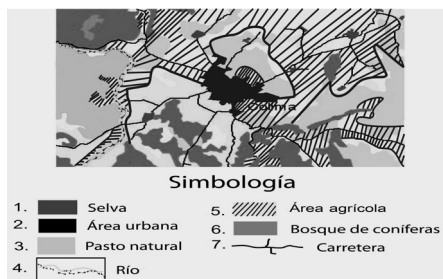 Colima
Simbología
1. Selva
2. Área urbana
3. Pasto natural
4. Río
5. Área agrícola
6. Bosque de coníferas
7. Carretera